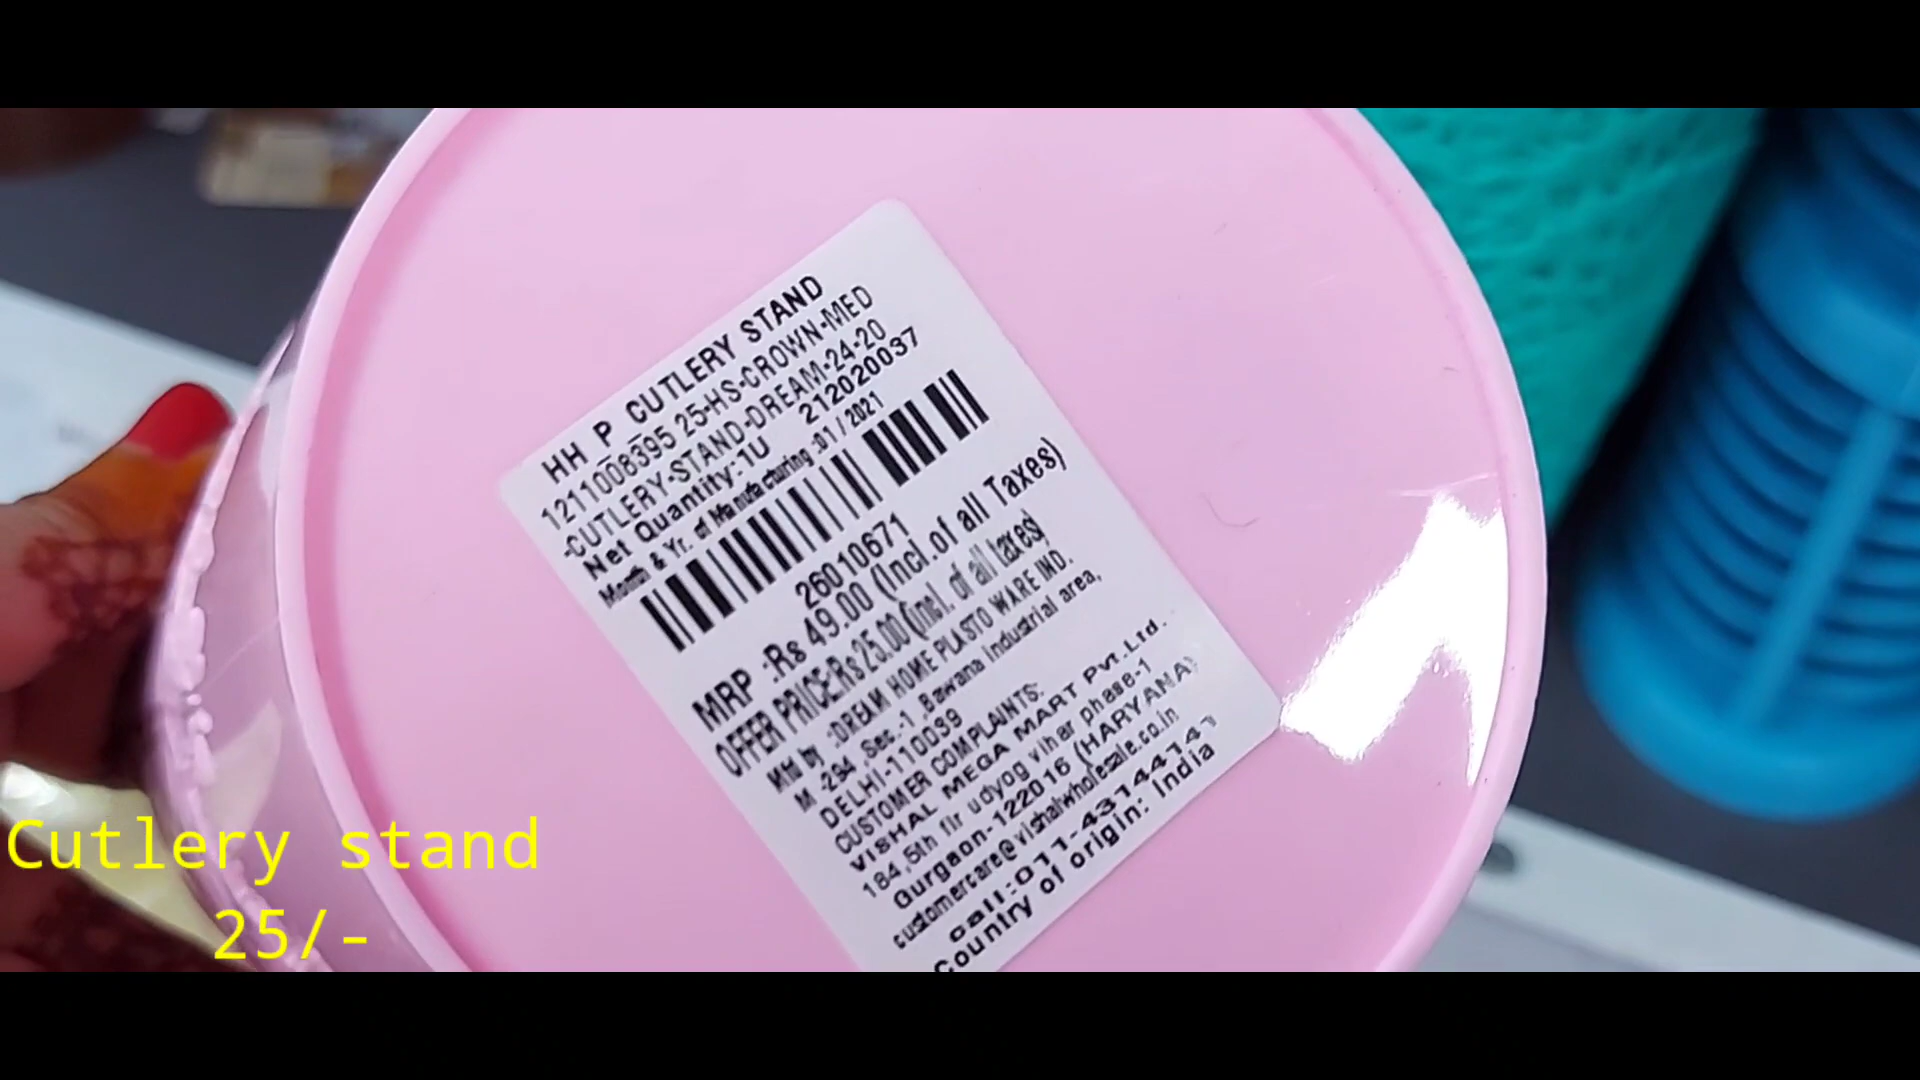 HH P CUTLERY STAND
1211008395 25-HS-CROWN-MED
-CUTLERY-STAND-DREAM-24-20
Net Quantity:1U 212020037
Month & Yr. of Manufacturing :01/2021
26010671
MRP :Rs 49.00 (Incl.of all Taxes)
OFFER PRICE:Rs25.00(incl. of all taxes)
Mfd by :DREAM HOME PLASTO WARE IND.
M -294 ,Sec.-1 ,Bawana Industrial area,
DELHI-110039
CUSTOMER COMPLAINTS:
VISHAL MEGA MART Pvt.Ltd.
184,5th flr udyog vihar phase-1
Gurgaon-122016 (HARYANA)
customercare@vishalwholesale.co.in
call:011-43144141
Country of origin: India
Cutlery stand
25/-